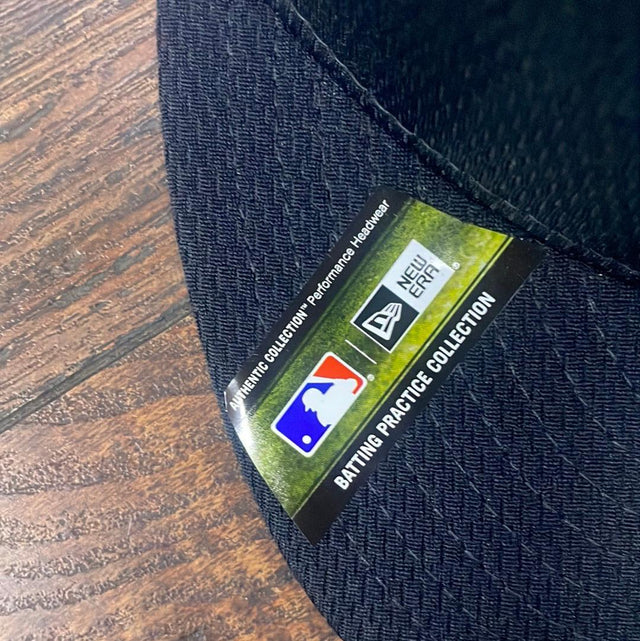 AUTHENTIC COLLECTION™ Performance Headwear
NEW
ERA®
®
BATTING PRACTICE COLLECTION